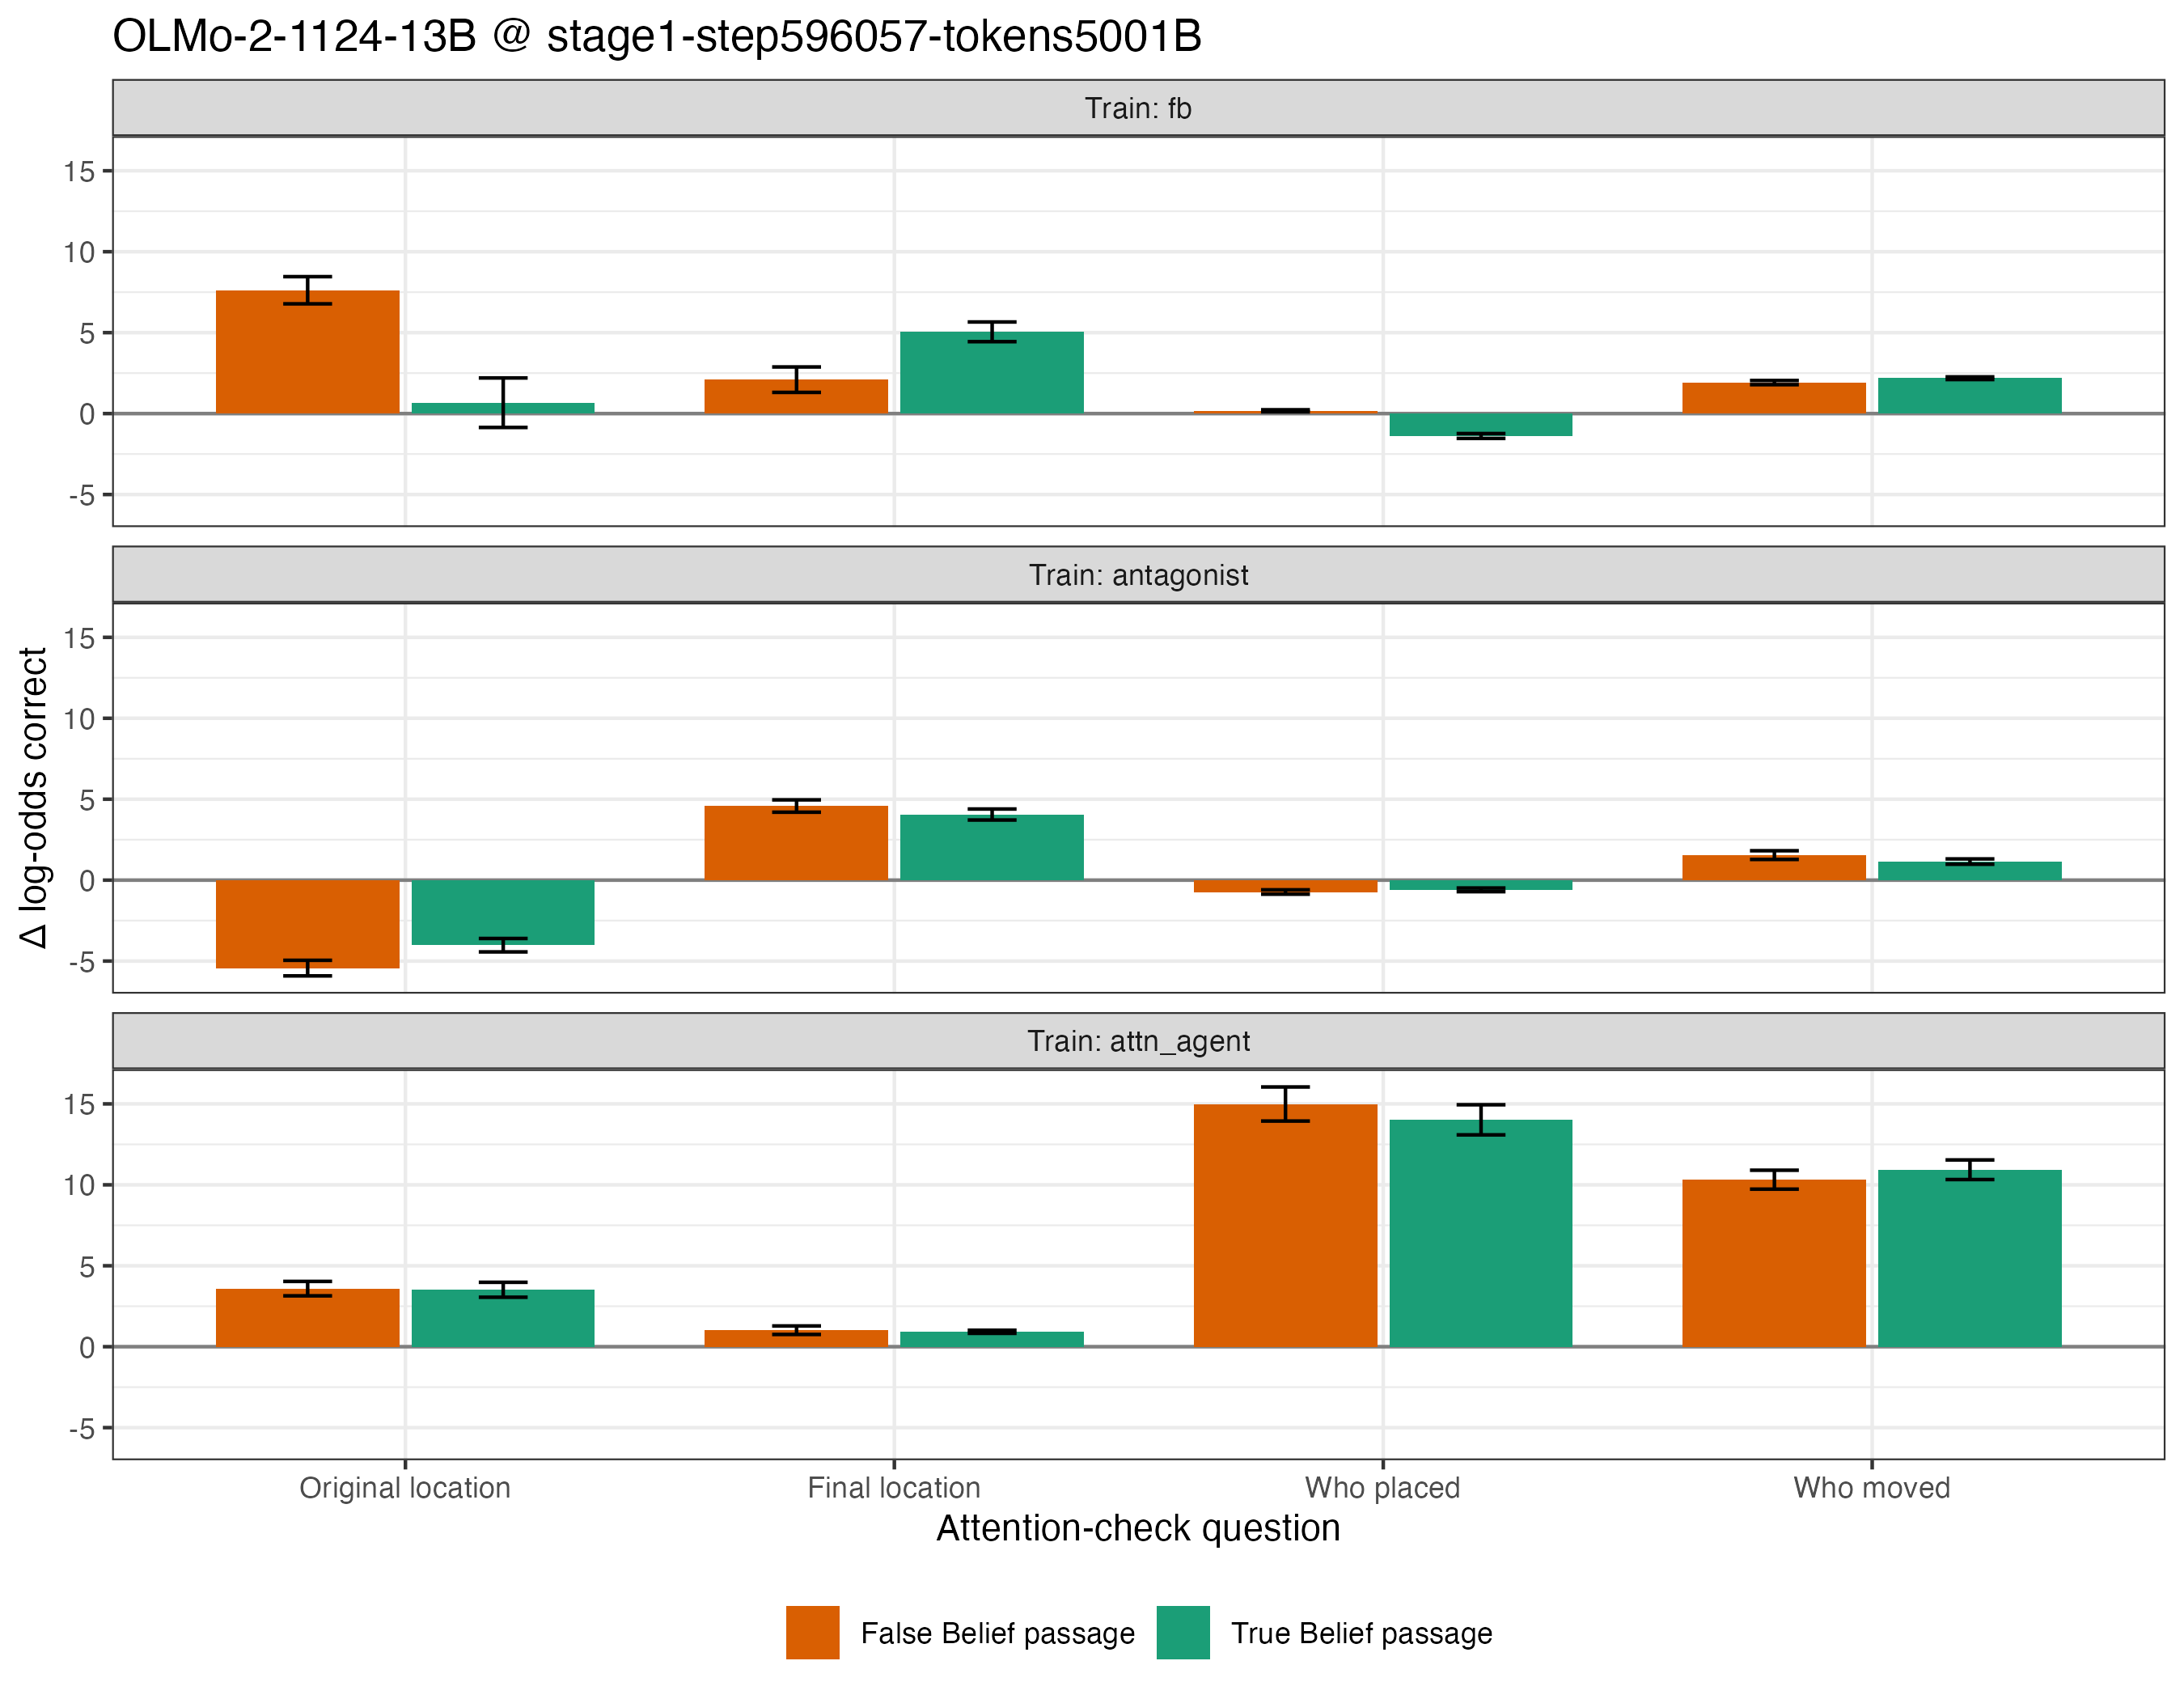 OLMo-2-1124-13B @ stage1-step596057-tokens5001B
Train: fb
15
10
5
0
-5
Train: antagonist
15
10
5
0
-5
Train: attn_agent
15
10
5
0
-5
Δ log-odds correct
Original location
Final location
Who placed
Who moved
Attention-check question
False Belief passage
True Belief passage